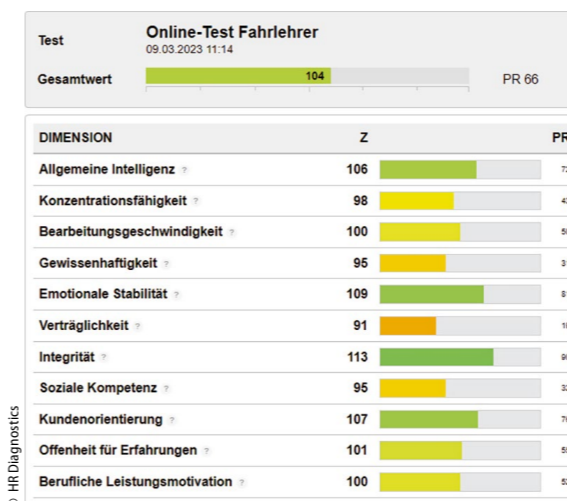 Test Online-Test Fahrlehrer
09.03.2023 11:14
Gesamtwert 104 PR 66
DIMENSION Z PR
Allgemeine Intelligenz ? 106
Konzentrationsfähigkeit ? 98
Bearbeitungsgeschwindigkeit ? 100
Gewissenhaftigkeit ? 95
Emotionale Stabilität ? 109
Verträglichkeit ? 91
Integrität ? 113
Soziale Kompetenz ? 95
Kundenorientierung ? 107
Offenheit für Erfahrungen ? 101
Berufliche Leistungsmotivation ? 100
© HR Diagnostics